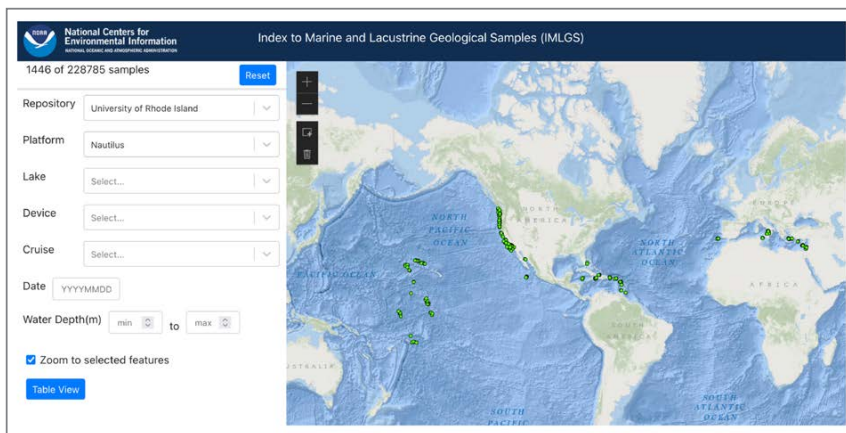 NOAA
National Centers for
Environmental Information
NATIONAL OCEANIC AND ATMOSPHERIC ADMINISTRATION
Index to Marine and Lacustrine Geological Samples (IMLGS)
1446 of 228785 samples
Reset
Repository
University of Rhode Island
Platform
Nautilus
Lake
Select...
Device
Select...
Cruise
Select...
Date
YYYYMMDD
Water Depth(m)
min
to
max
Zoom to selected features
Table View
NORTH
AMERICA
NORTH
PACIFIC
OCEAN
NORTH
ATLANTIC
OCEAN
EUROPE
AFRICA
PACIFIC OCEAN
SOUTH
AMERICA
STRALIA
SOUTH
PACIFIC
SOUTH
ATLANTIC
OCEAN